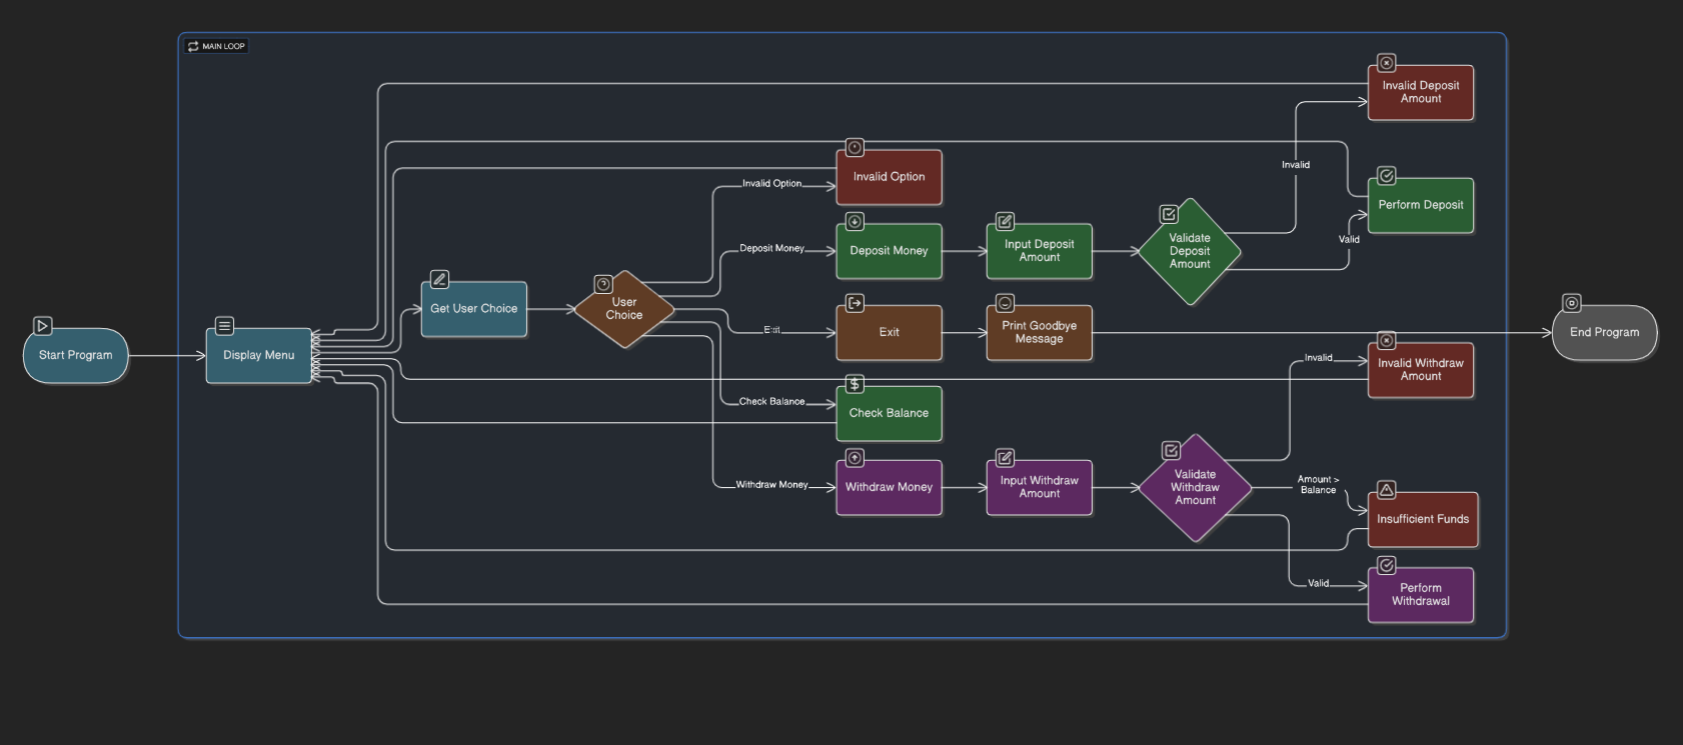 MAIN LOOP
Invalid Deposit
Amount
Invalid
Invalid Option
Invalid Option
Perform Deposit
Deposit Money
Deposit Money
Input Deposit
Amount
Validate
Deposit
Amount
Valid
Get User Choice
User
Choice
Start Program
Display Menu
Exit
Exit
Print Goodbye
Message
End Program
Invalid
Invalid Withdraw
Amount
Check Balance
Check Balance
Withdraw Money
Withdraw Money
Input Withdraw
Amount
Validate
Withdraw
Amount
Amount >
Balance
Insufficient Funds
Valid
Perform
Withdrawal